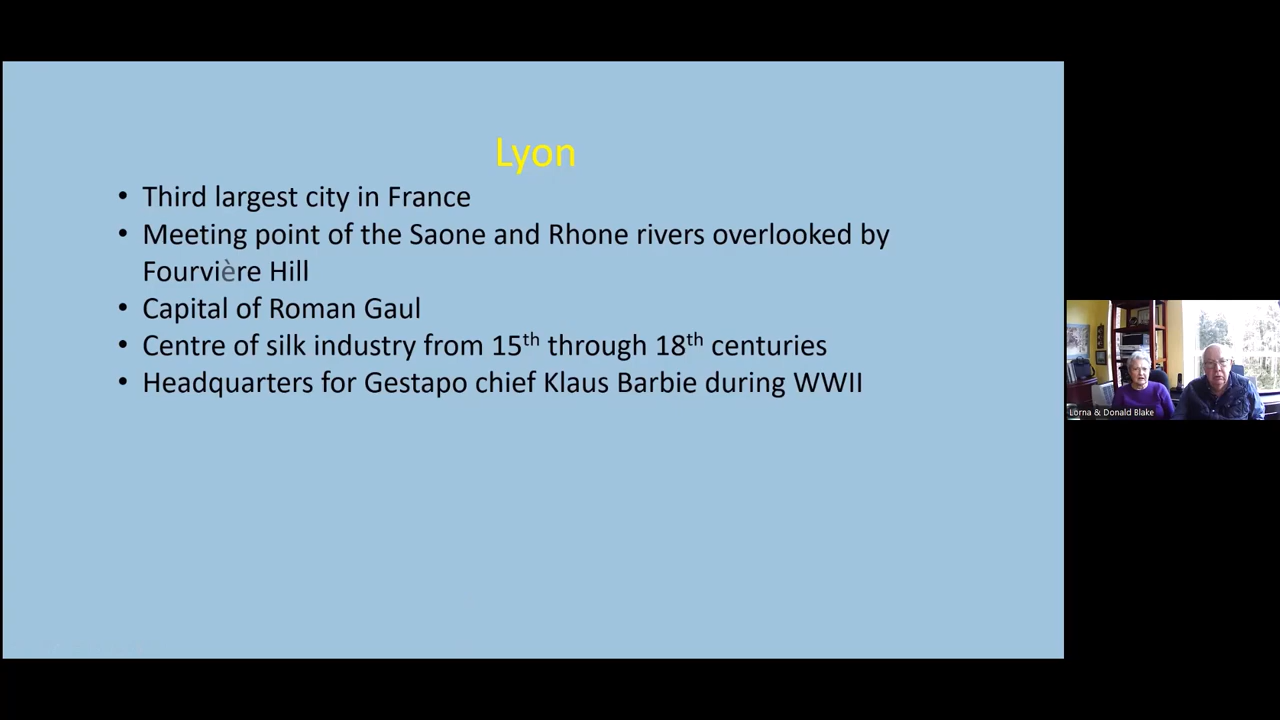 Lyon
• Third largest city in France
• Meeting point of the Saone and Rhone rivers overlooked by
Fourvière Hill
• Capital of Roman Gaul
• Centre of silk industry from 15th through 18th centuries
• Headquarters for Gestapo chief Klaus Barbie during WWII
Lorna & Donald Blake